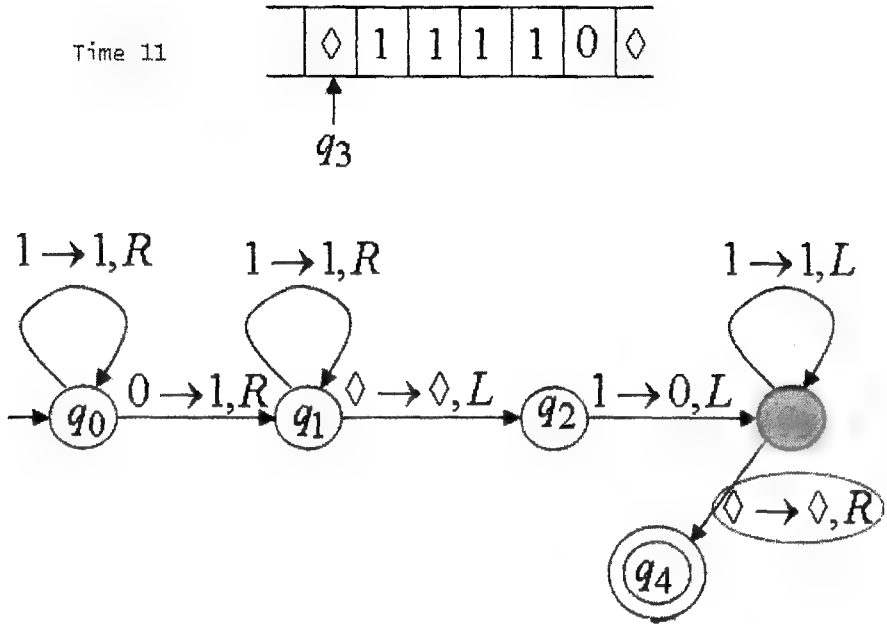 Time 11
◊ 1 1 1 1 0 ◊
q3
1 → 1, R 1 → 1, R 1 → 1, L
0 → 1, R ◊ → ◊, L 1 → 0, L
q0 q1 q2
◊ → ◊, R
q4